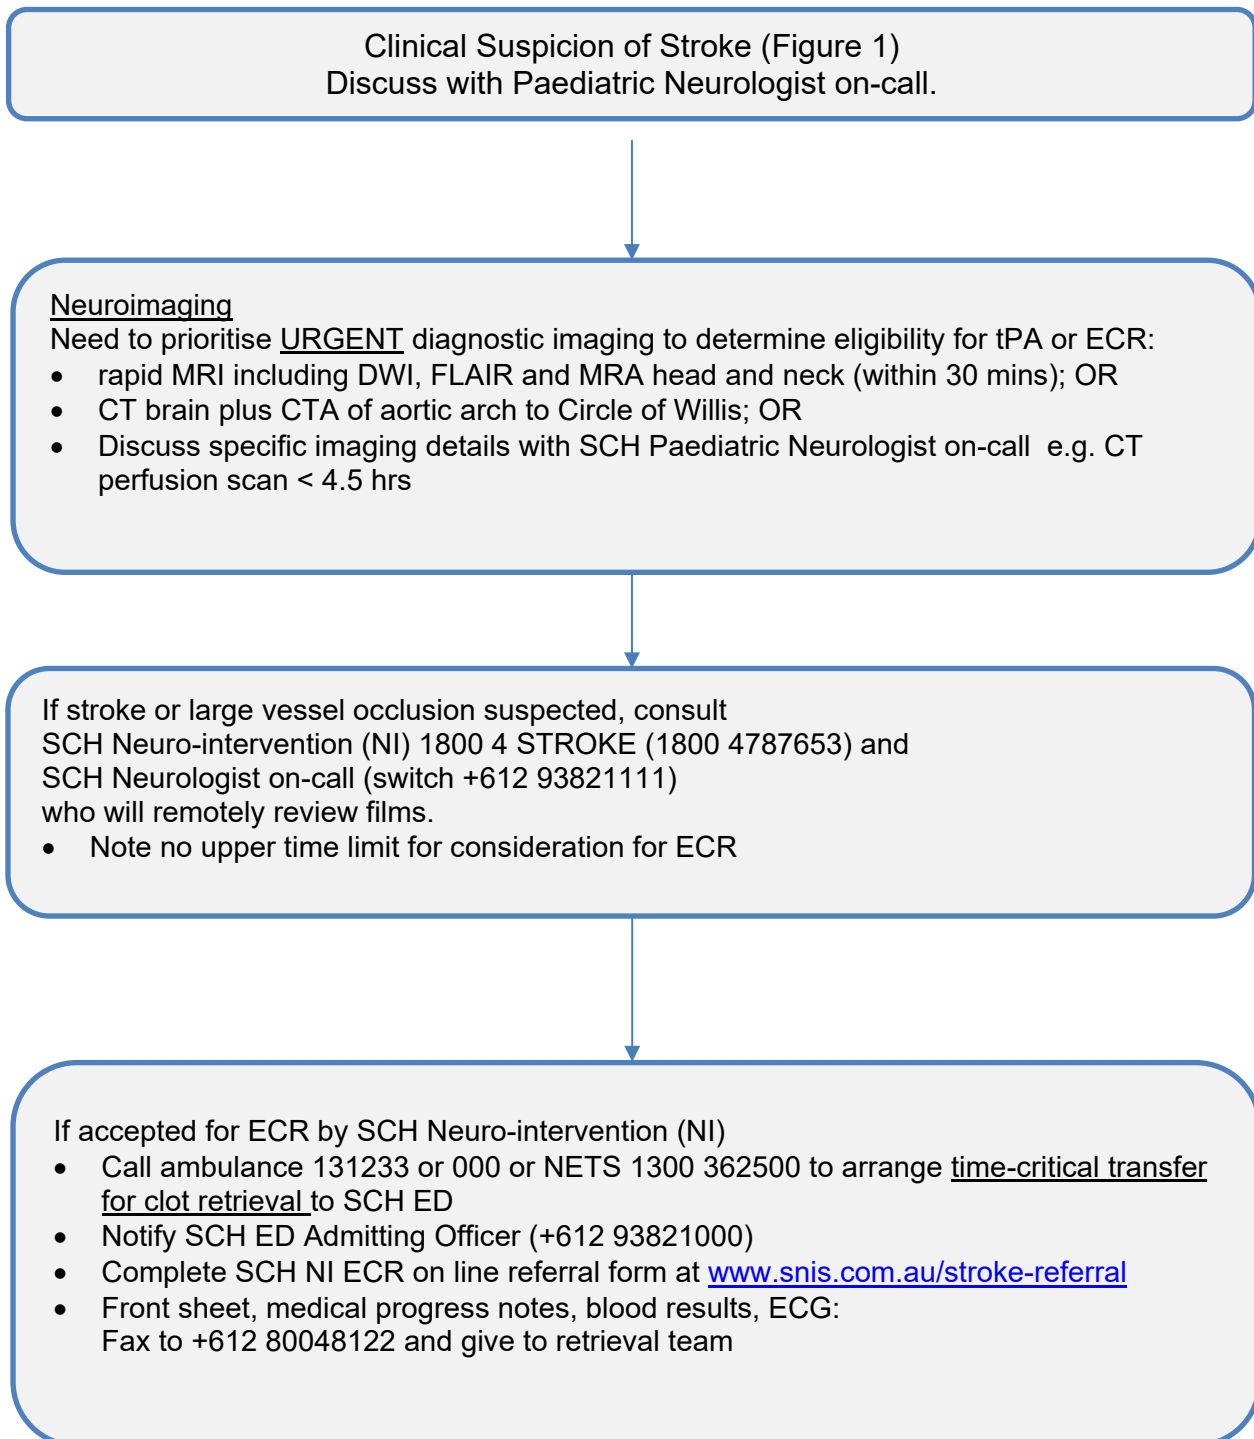 Clinical Suspicion of Stroke (Figure 1)
Discuss with Paediatric Neurologist on-call.
Neuroimaging
Need to prioritise URGENT diagnostic imaging to determine eligibility for tPA or ECR:
• rapid MRI including DWI, FLAIR and MRA head and neck (within 30 mins); OR
• CT brain plus CTA of aortic arch to Circle of Willis; OR
• Discuss specific imaging details with SCH Paediatric Neurologist on-call e.g. CT
perfusion scan < 4.5 hrs
If stroke or large vessel occlusion suspected, consult
SCH Neuro-intervention (NI) 1800 4 STROKE (1800 4787653) and
SCH Neurologist on-call (switch +612 93821111)
who will remotely review films.
• Note no upper time limit for consideration for ECR
If accepted for ECR by SCH Neuro-intervention (NI)
• Call ambulance 131233 or 000 or NETS 1300 362500 to arrange time-critical transfer
for clot retrieval to SCH ED
• Notify SCH ED Admitting Officer (+612 93821000)
• Complete SCH NI ECR on line referral form at www.snis.com.au/stroke-referral
• Front sheet, medical progress notes, blood results, ECG:
Fax to +612 80048122 and give to retrieval team